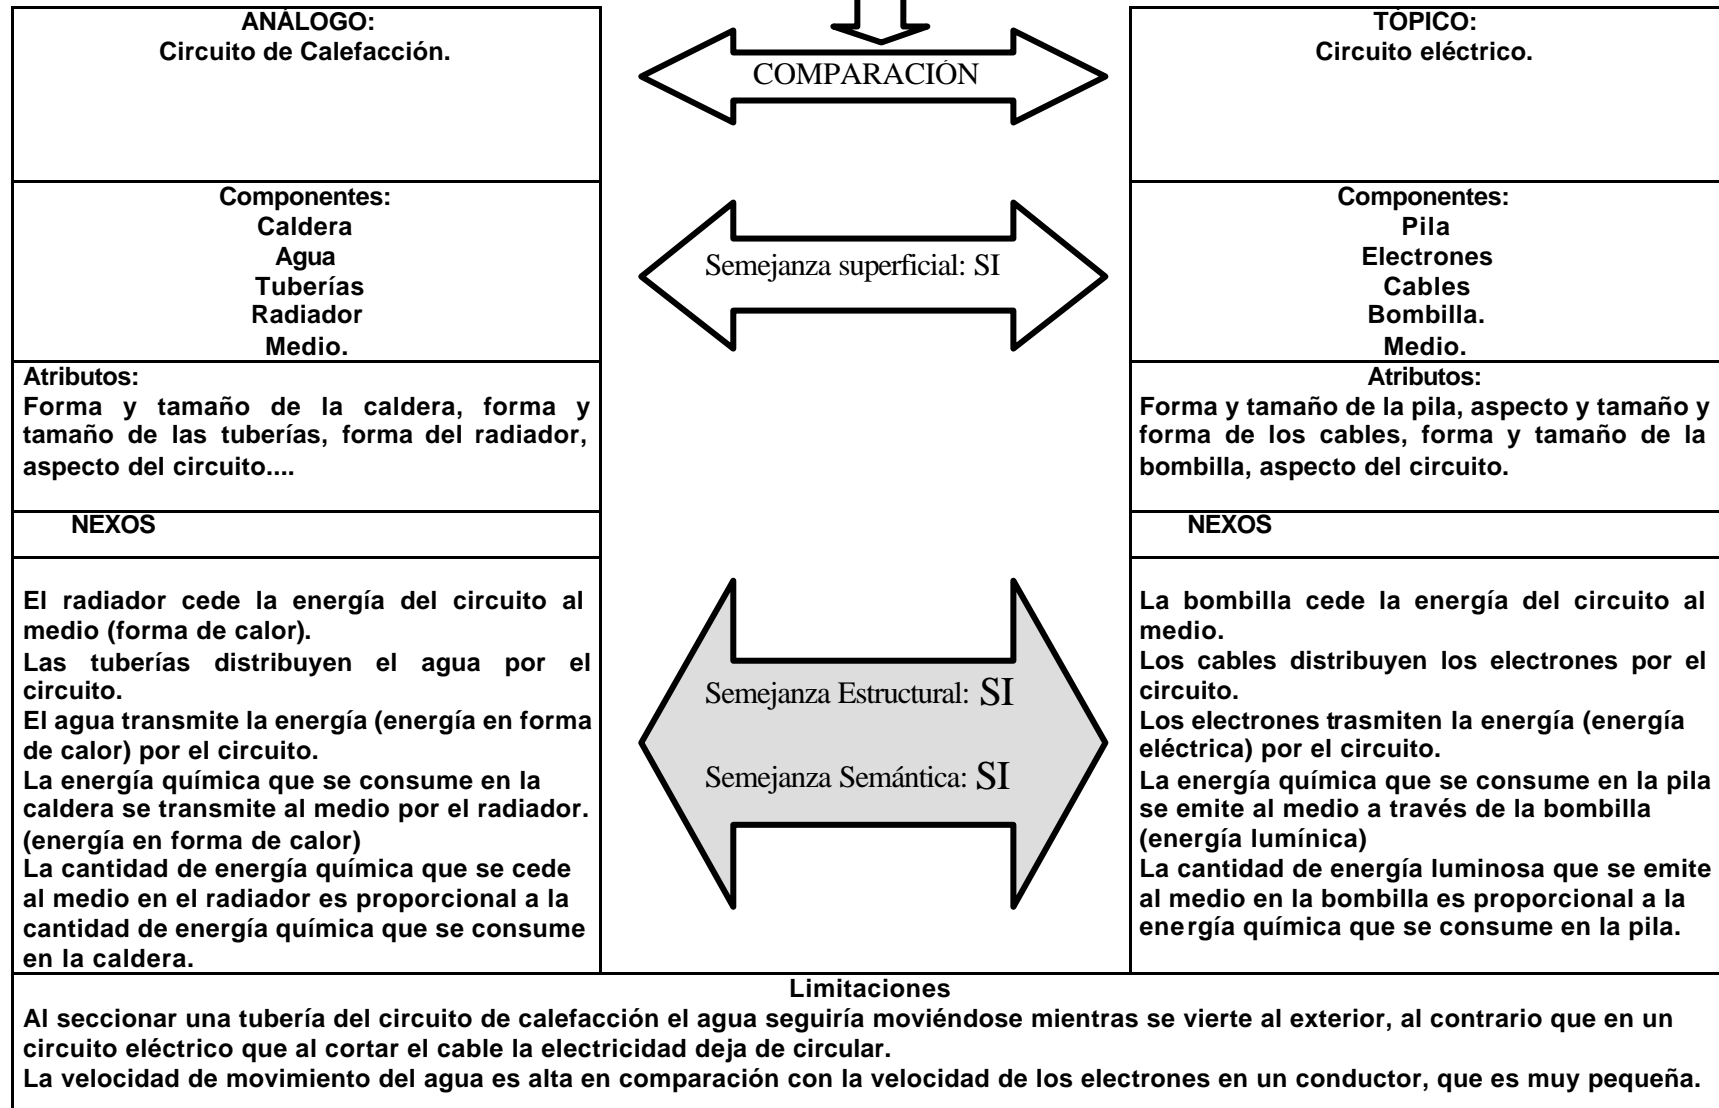 ANÁLOGO:
Circuito de Calefacción.
COMPARACIÓN
TÓPICO:
Circuito eléctrico.
Componentes:
Caldera
Agua
Tuberías
Radiador
Medio.
Semejanza superficial: SI
Componentes:
Pila
Electrones
Cables
Bombilla.
Medio.
Atributos:
Forma y tamaño de la caldera, forma y
tamaño de las tuberías, forma del radiador,
aspecto del circuito....
Atributos:
Forma y tamaño de la pila, aspecto y tamaño y
forma de los cables, forma y tamaño de la
bombilla, aspecto del circuito.
NEXOS
NEXOS
El radiador cede la energía del circuito al
medio (forma de calor).
Las tuberías distribuyen el agua por el
circuito.
El agua transmite la energía (energía en forma
de calor) por el circuito.
La energía química que se consume en la
caldera se transmite al medio por el radiador.
(energía en forma de calor)
La cantidad de energía química que se cede
al medio en el radiador es proporcional a la
cantidad de energía química que se consume
en la caldera.
Semejanza Estructural: SI
Semejanza Semántica: SI
La bombilla cede la energía del circuito al
medio.
Los cables distribuyen los electrones por el
circuito.
Los electrones trasmiten la energía (energía
eléctrica) por el circuito.
La energía química que se consume en la pila
se emite al medio a través de la bombilla
(energía lumínica)
La cantidad de energía luminosa que se emite
al medio en la bombilla es proporcional a la
energía química que se consume en la pila.
Limitaciones
Al seccionar una tubería del circuito de calefacción el agua seguiría moviéndose mientras se vierte al exterior, al contrario que en un
circuito eléctrico que al cortar el cable la electricidad deja de circular.
La velocidad de movimiento del agua es alta en comparación con la velocidad de los electrones en un conductor, que es muy pequeña.